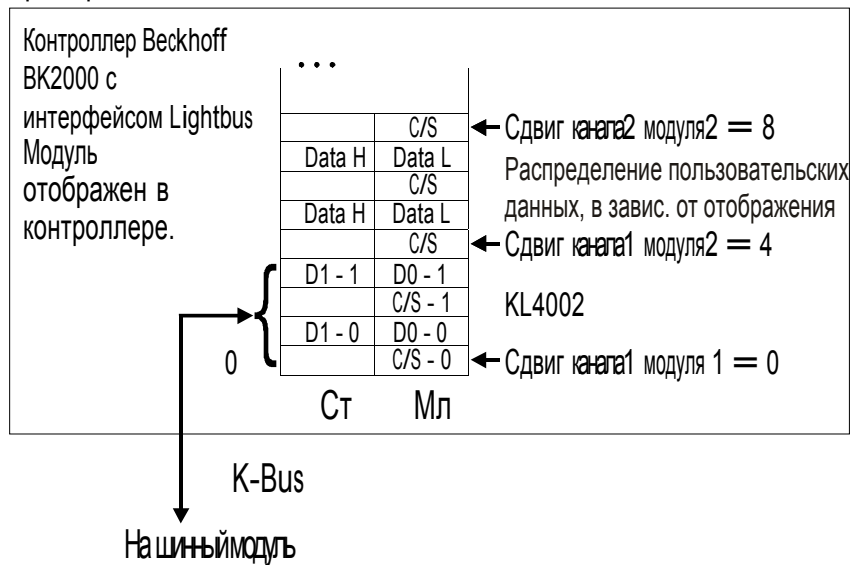 Контроллер Beckhoff
BK2000 с
интерфейсом Lightbus
Модуль
отображен в
контроллере.
...
C/S
Сдвиг канала2 модуля2 = 8
Data H Data L
Распределение пользовательских
C/S
Data H Data L
данных, в завис. от отображения
C/S
Сдвиг канала1 модуля2 = 4
D1 - 1 D0 - 1
C/S - 1
KL4002
D1 - 0 D0 - 0
0 C/S - 0
Сдвиг канала1 модуля 1 = 0
Ст Мл
K-Bus
На шинный модуль